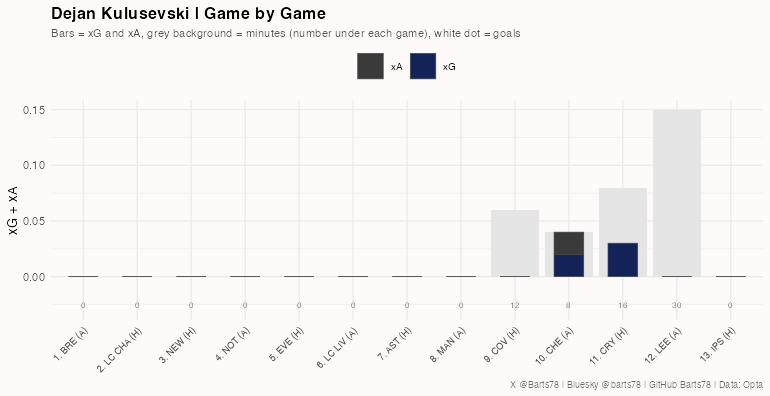 Dejan Kulusevski | Game by Game
Bars = xG and xA, grey background = minutes (number under each game), white dot = goals
xA xG
xG + xA
0.15
0.10
0.05
0.00
0 0 0 0 0 0 0 0 12 8 16 30 0
1. BRE (A)
2. LC CHA (H)
3. NEW (H)
4. NOT (A)
5. EVE (H)
6. LC LIV (A)
7. AST (H)
8. MAN (A)
9. COV (H)
10. CHE (A)
11. CRY (H)
12. LEE (A)
13. IPS (H)
X @Barts78 | Bluesky @barts78 | GitHub Barts78 | Data: Opta